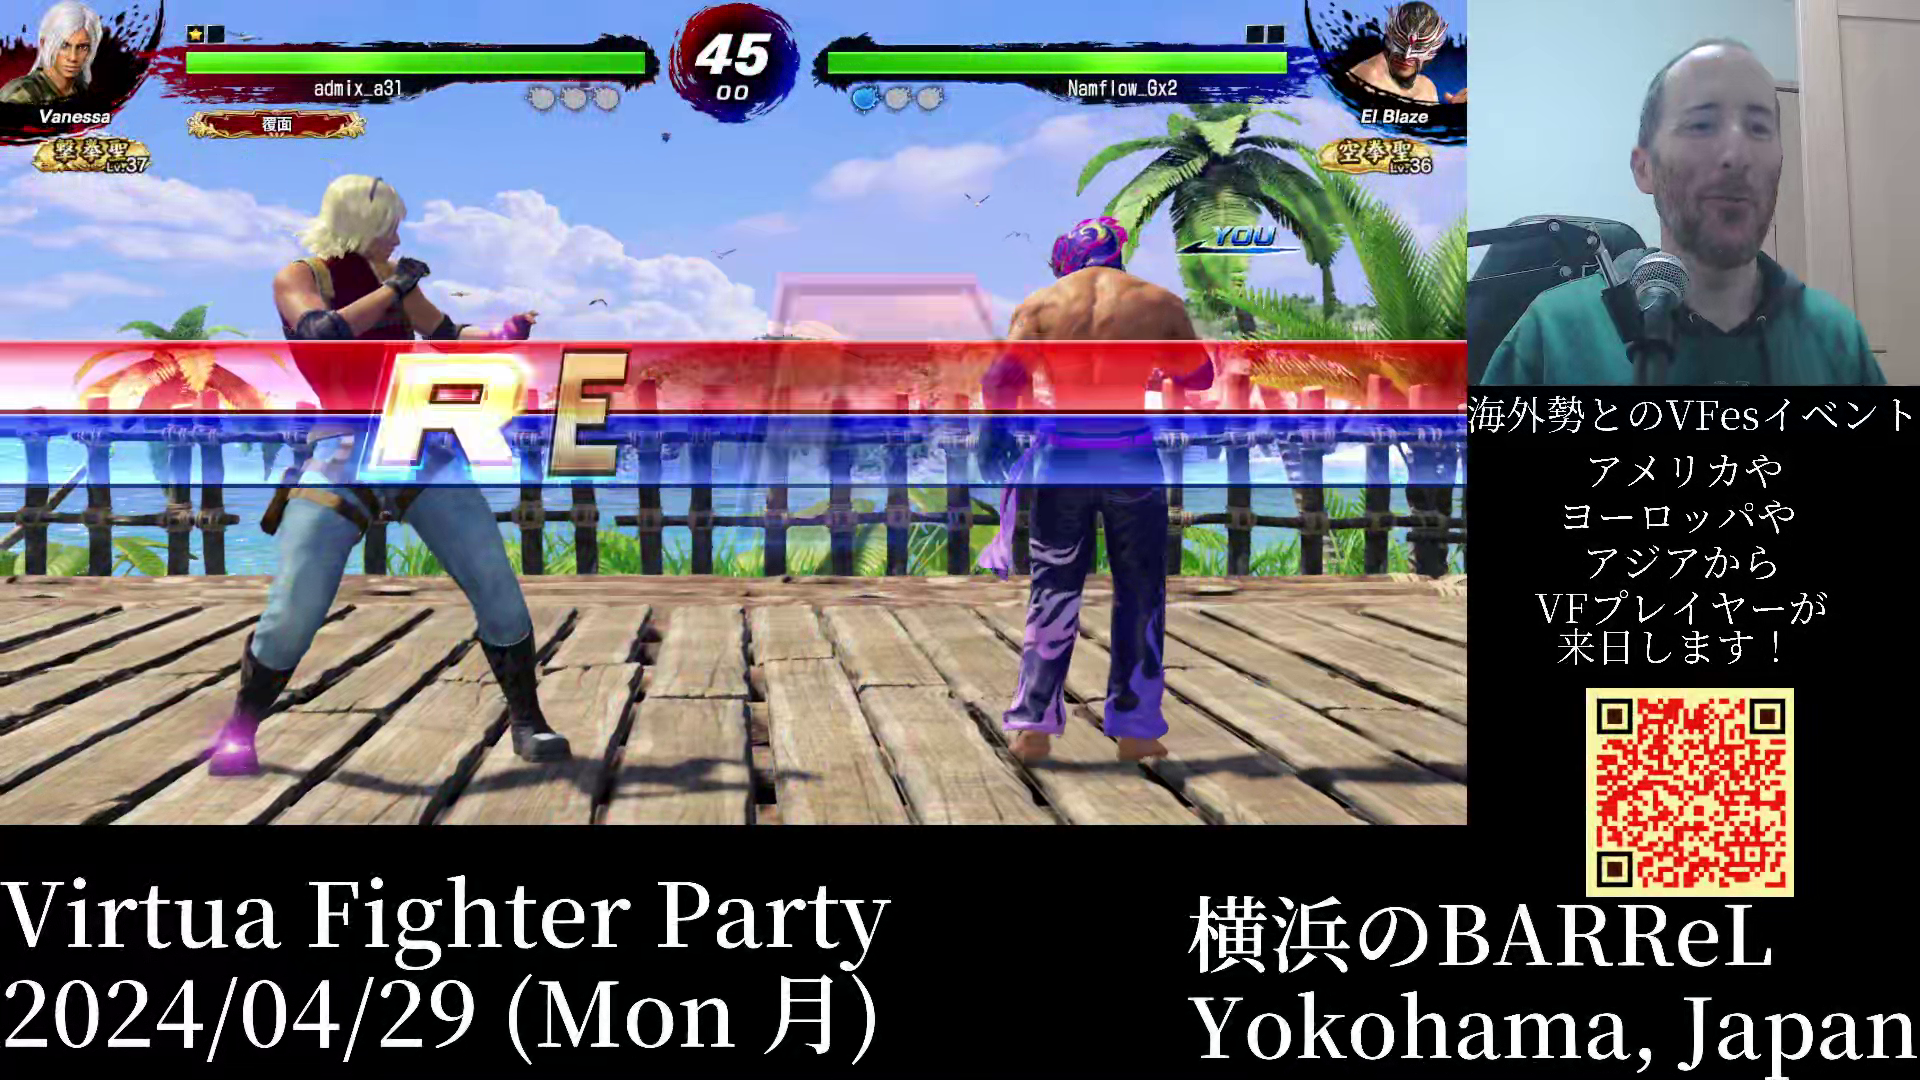 45
00
admix_a31
Namflow_Gx2
Vanessa
El Blaze
覆面
撃拳聖
Lv.37
空拳聖
Lv.36
YOU
RE
海外勢とのVFesイベント
アメリカや
ヨーロッパや
アジアから
VFプレイヤーが
来日します！
Virtua Fighter Party
2024/04/29 (Mon 月)
横浜のBARReL
Yokohama, Japan